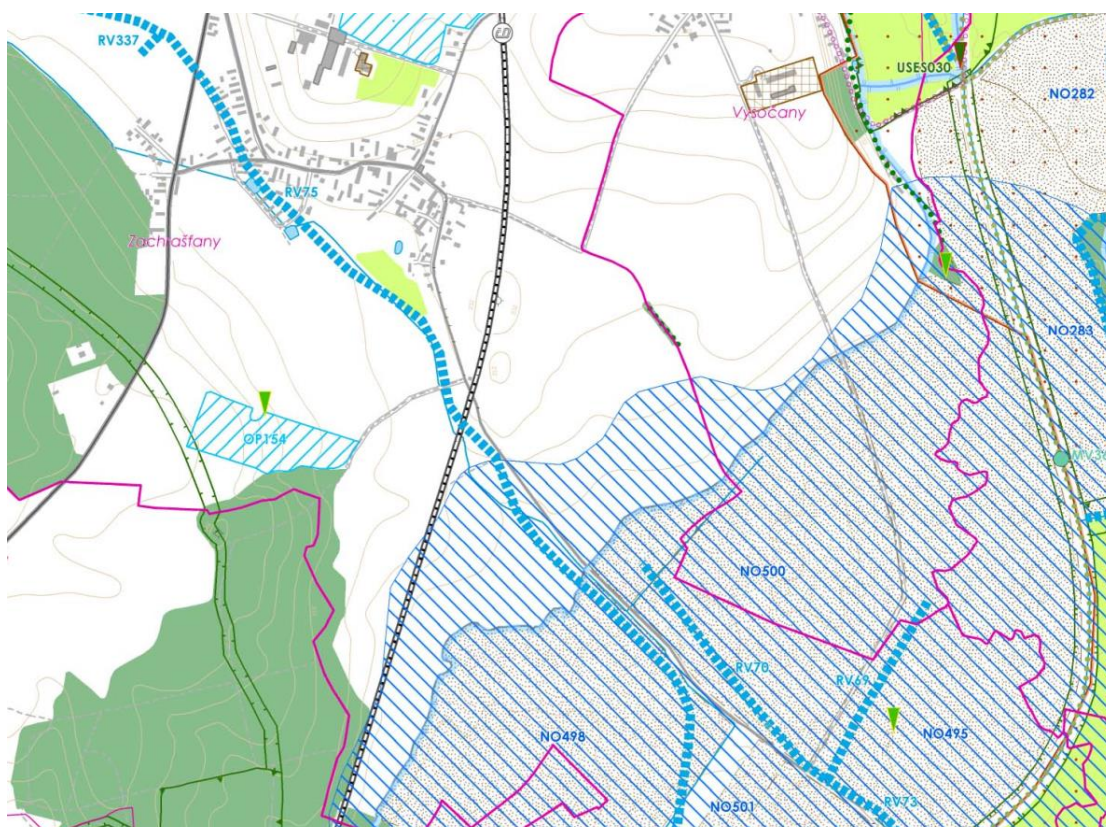 RV337
USES030
NO282
Vysočany
RV75
Zachrašťany
NO283
OP154
NO500
RV70
RV69
NO498
NO495
RV73
NO501